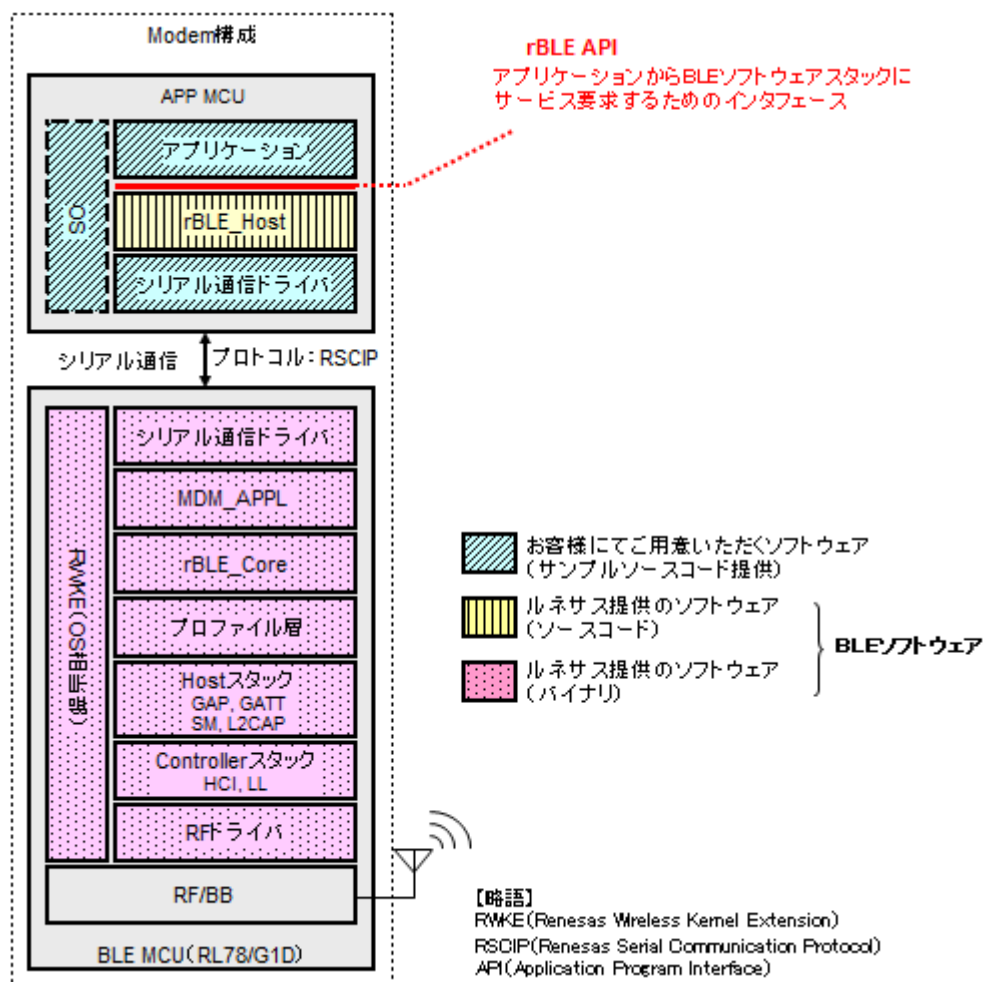 Modem構成
rBLE API
アプリケーションからBLEソフトウェアスタックに
サービス要求するためのインタフェース
APP MCU
OS
アプリケーション
rBLE_Host
シリアル通信ドライバ
シリアル通信
プロトコル：RSCIP
RWKE(OS相当部)
シリアル通信ドライバ
MDM_APPL
rBLE_Core
プロファイル層
Hostスタック
GAP, GATT
SM, L2CAP
Controllerスタック
HCI, LL
RFドライバ
RF/BB
BLE MCU(RL78/G1D)
お客様にてご用意いただくソフトウェア
(サンプルソースコード提供)
ルネサス提供のソフトウェア
(ソースコード)
ルネサス提供のソフトウェア
(バイナリ)
BLEソフトウェア
【略語】
RWKE(Renesas Wireless Kernel Extension)
RSCIP(Renesas Serial Communication Protocol)
API(Application Program Interface)